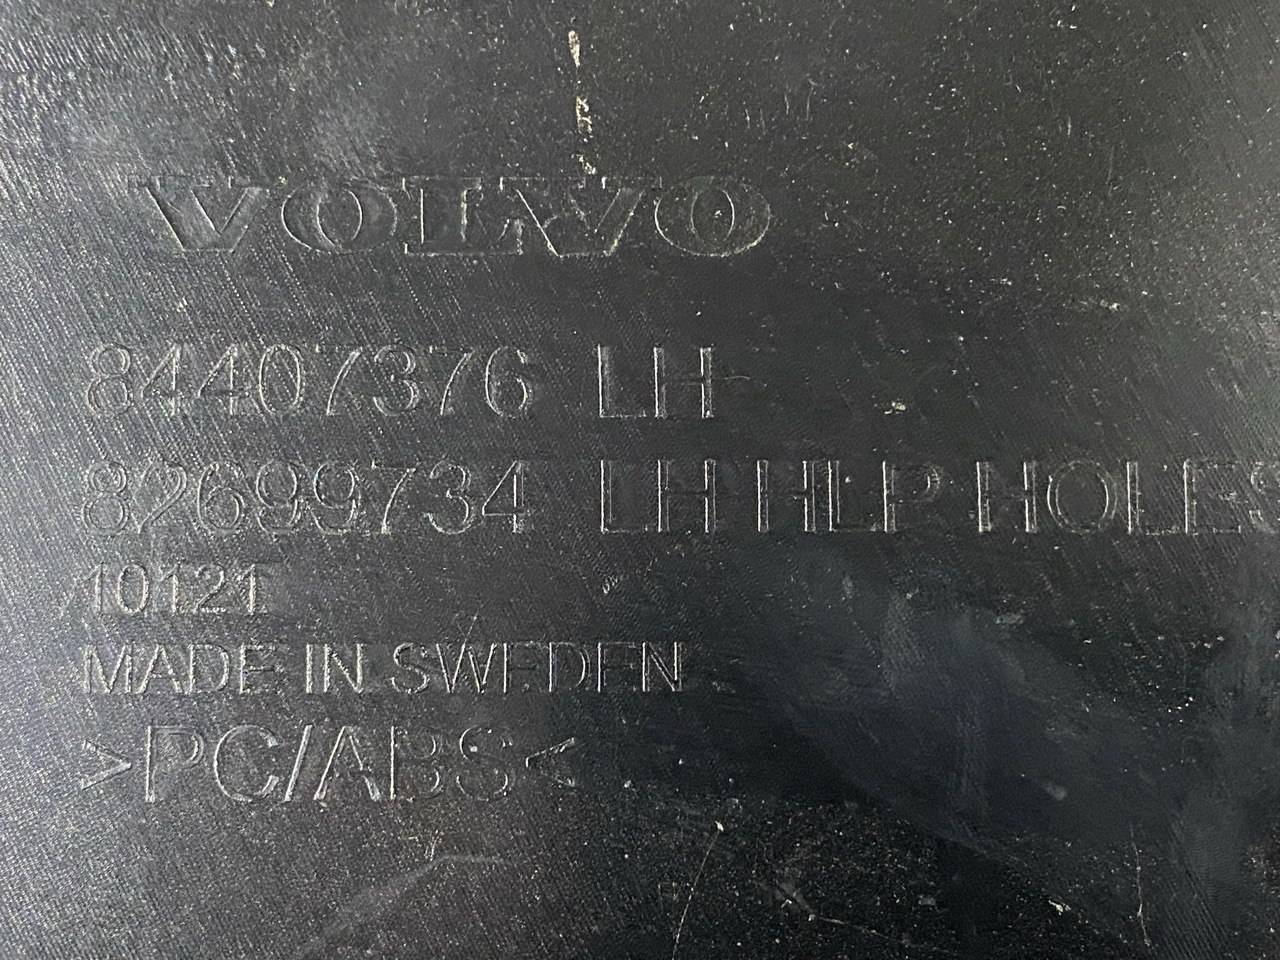 VOLVO
84407376 LH
82699734 LH HLP HOLES
10121
MADE IN SWEDEN
>PC/ABS<